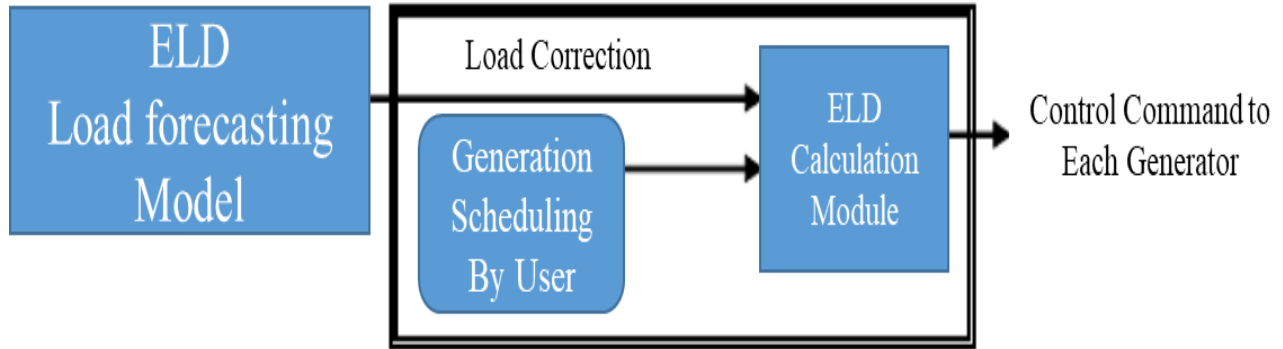 ELD
Load forecasting
Model
Load Correction
Generation
Scheduling
By User
ELD
Calculation
Module
Control Command to
Each Generator